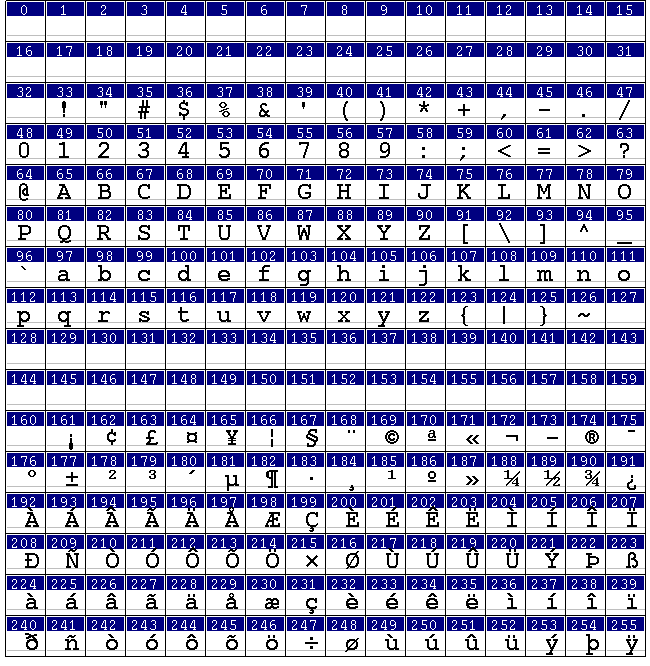 0 1 2 3 4 5 6 7 8 9 10 11 12 13 14 15
16 17 18 19 20 21 22 23 24 25 26 27 28 29 30 31
32 33 34 35 36 37 38 39 40 41 42 43 44 45 46 47
! " # $ % & ' ( ) * + , - . /
48 49 50 51 52 53 54 55 56 57 58 59 60 61 62 63
0 1 2 3 4 5 6 7 8 9 : ; < = > ?
64 65 66 67 68 69 70 71 72 73 74 75 76 77 78 79
@ A B C D E F G H I J K L M N O
80 81 82 83 84 85 86 87 88 89 90 91 92 93 94 95
P Q R S T U V W X Y Z [ \ ] ^ _
96 97 98 99 100 101 102 103 104 105 106 107 108 109 110 111
` a b c d e f g h i j k l m n o
112 113 114 115 116 117 118 119 120 121 122 123 124 125 126 127
p q r s t u v w x y z { | } ~
128 129 130 131 132 133 134 135 136 137 138 139 140 141 142 143
144 145 146 147 148 149 150 151 152 153 154 155 156 157 158 159
160 161 162 163 164 165 166 167 168 169 170 171 172 173 174 175
¡ ¢ £ ¤ ¥ ¦ § ¨ © ª « ¬ - ® ¯
176 177 178 179 180 181 182 183 184 185 186 187 188 189 190 191
° ± ² ³ ´ µ ¶ · ¸ ¹ º » ¼ ½ ¾ ¿
192 193 194 195 196 197 198 199 200 201 202 203 204 205 206 207
À Á Â Ã Ä Å Æ Ç È É Ê Ë Ì Í Î Ï
208 209 210 211 212 213 214 215 216 217 218 219 220 221 222 223
Ð Ñ Ò Ó Ô Õ Ö × Ø Ù Ú Û Ü Ý Þ ß
224 225 226 227 228 229 230 231 232 233 234 235 236 237 238 239
à á â ã ä å æ ç è é ê ë ì í î ï
240 241 242 243 244 245 246 247 248 249 250 251 252 253 254 255
ð ñ ò ó ô õ ö ÷ ø ù ú û ü ý þ ÿ